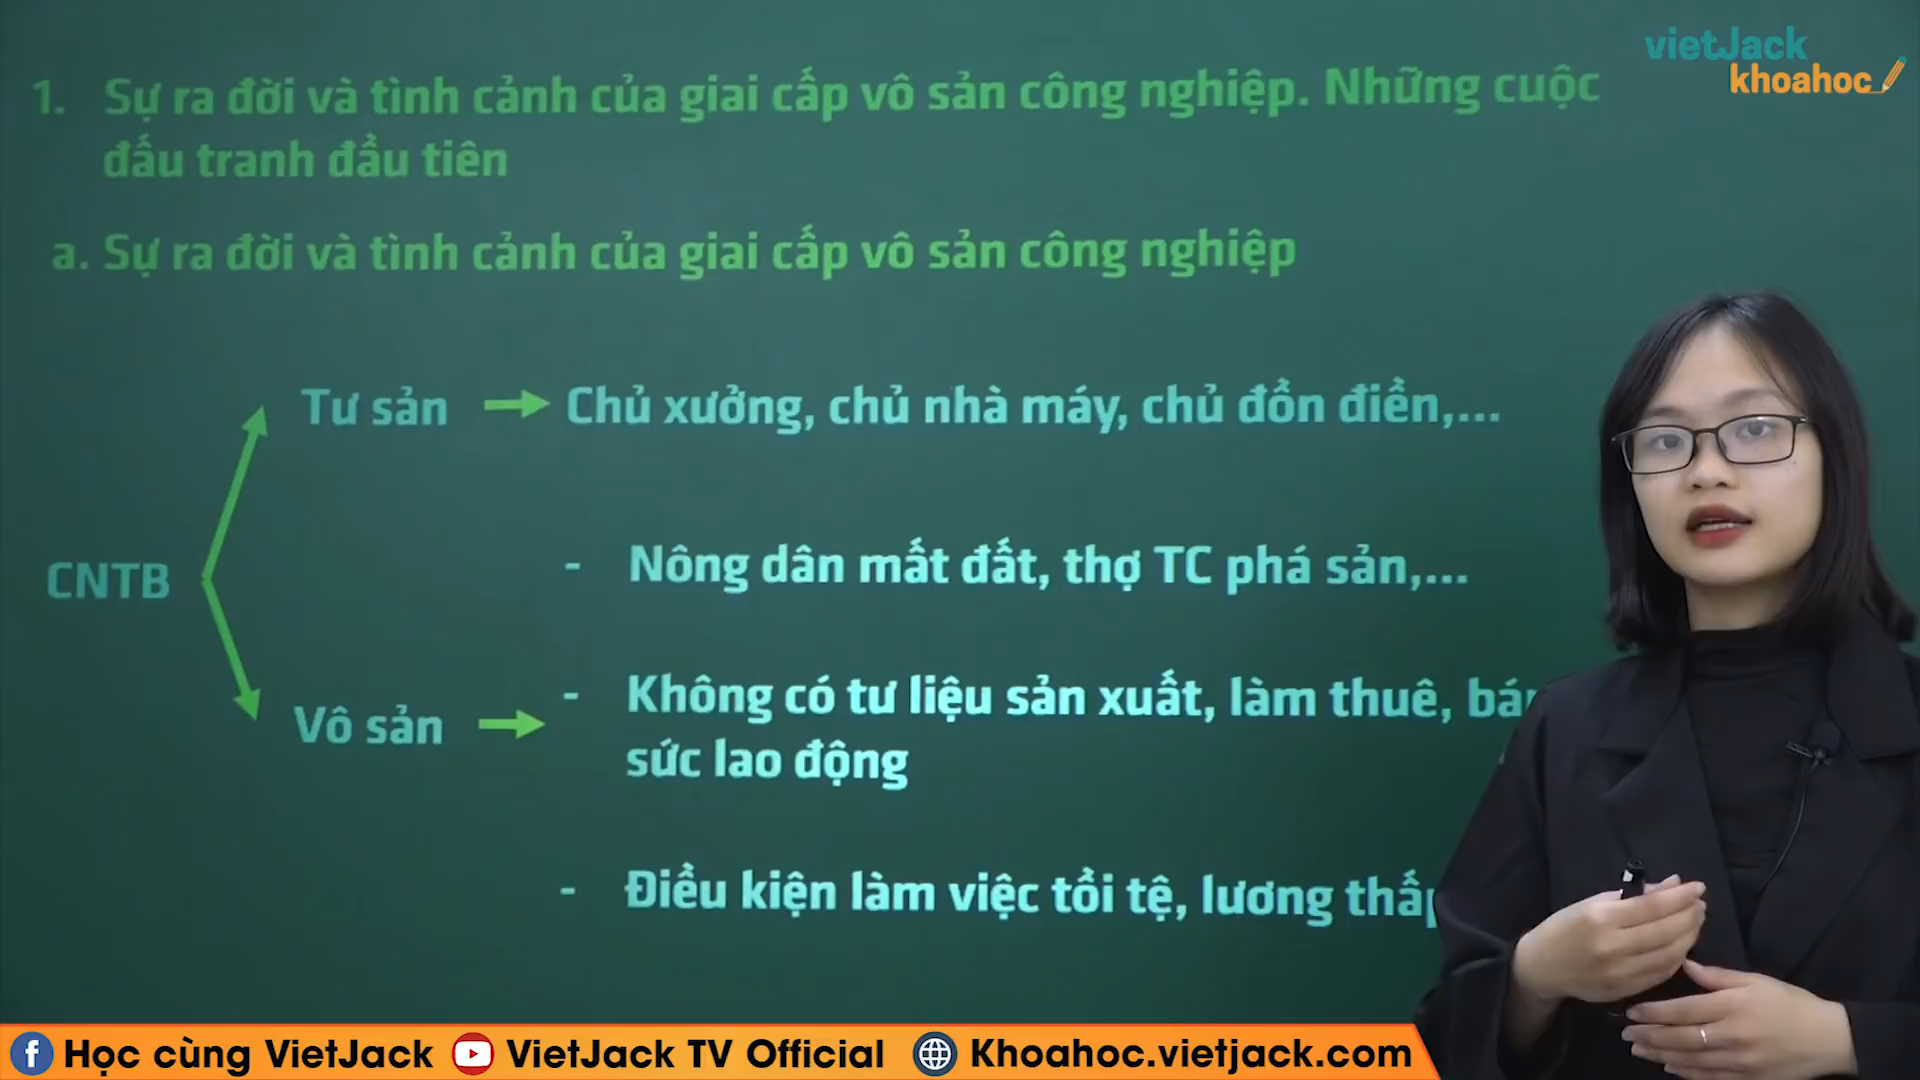 vietJack
khoahoc
1. Sự ra đời và tình cảnh của giai cấp vô sản công nghiệp. Những cuộc
đấu tranh đầu tiên
a. Sự ra đời và tình cảnh của giai cấp vô sản công nghiệp
Tư sản
Chủ xưởng, chủ nhà máy, chủ đồn điền,...
CNTB
- Nông dân mất đất, thợ TC phá sản,...
Vô sản
- Không có tư liệu sản xuất, làm thuê,
sức lao động
- Điều kiện làm việc tồi tệ, lương thấp
Học cùng VietJack VietJack TV Official Khoahoc.vietjack.com